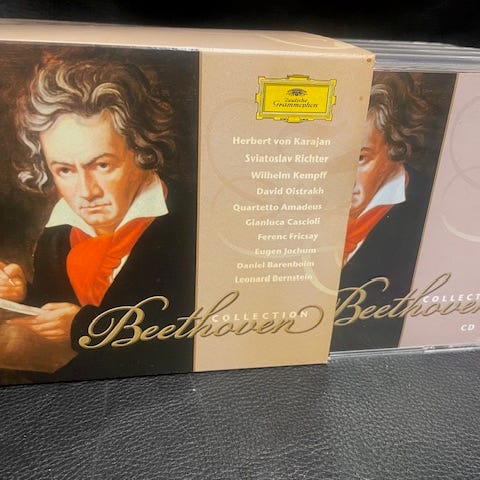 Deutsche
Grammophon
Herbert von Karajan
Sviatoslav Richter
Wilhelm Kempff
David Oistrakh
Quartetto Amadeus
Gianluca Cascioli
Ferenc Fricsay
Eugen Jochum
Daniel Barenboim
Leonard Bernstein
Beethoven
COLLECTION
Beethoven
COLLECT
CD